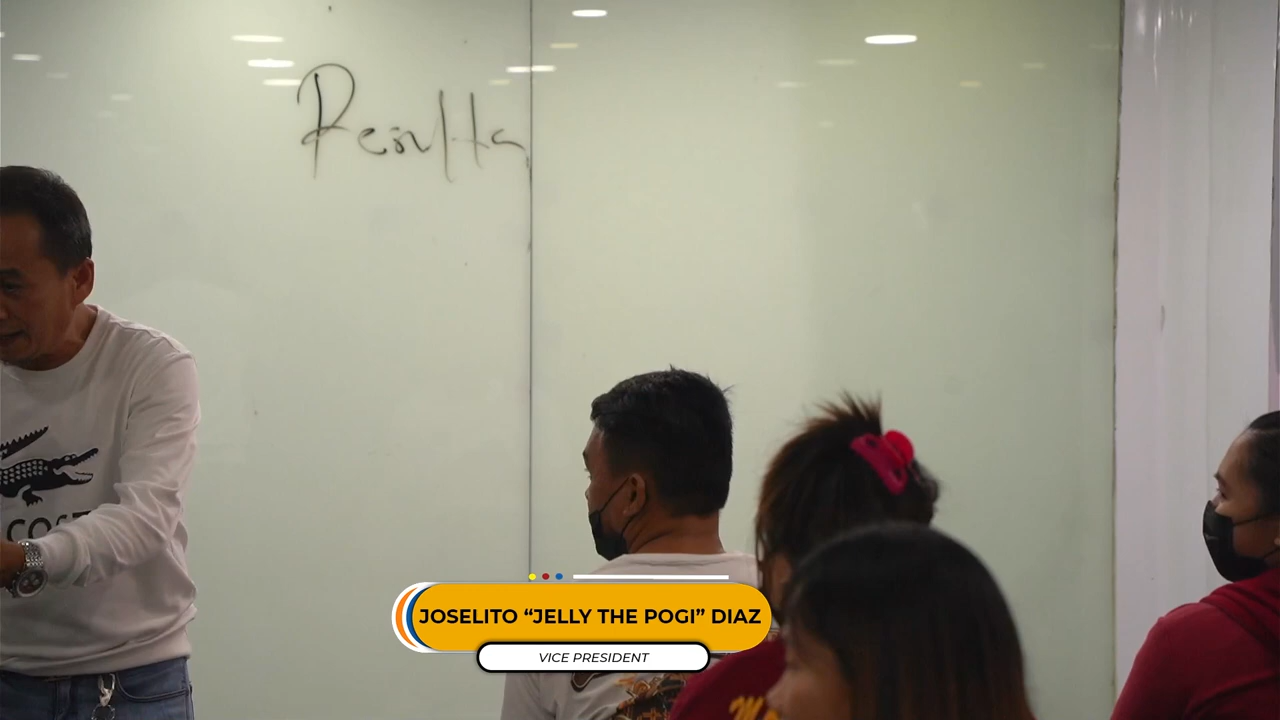 Results
JOSELITO “JELLY THE POGI” DIAZ
VICE PRESIDENT